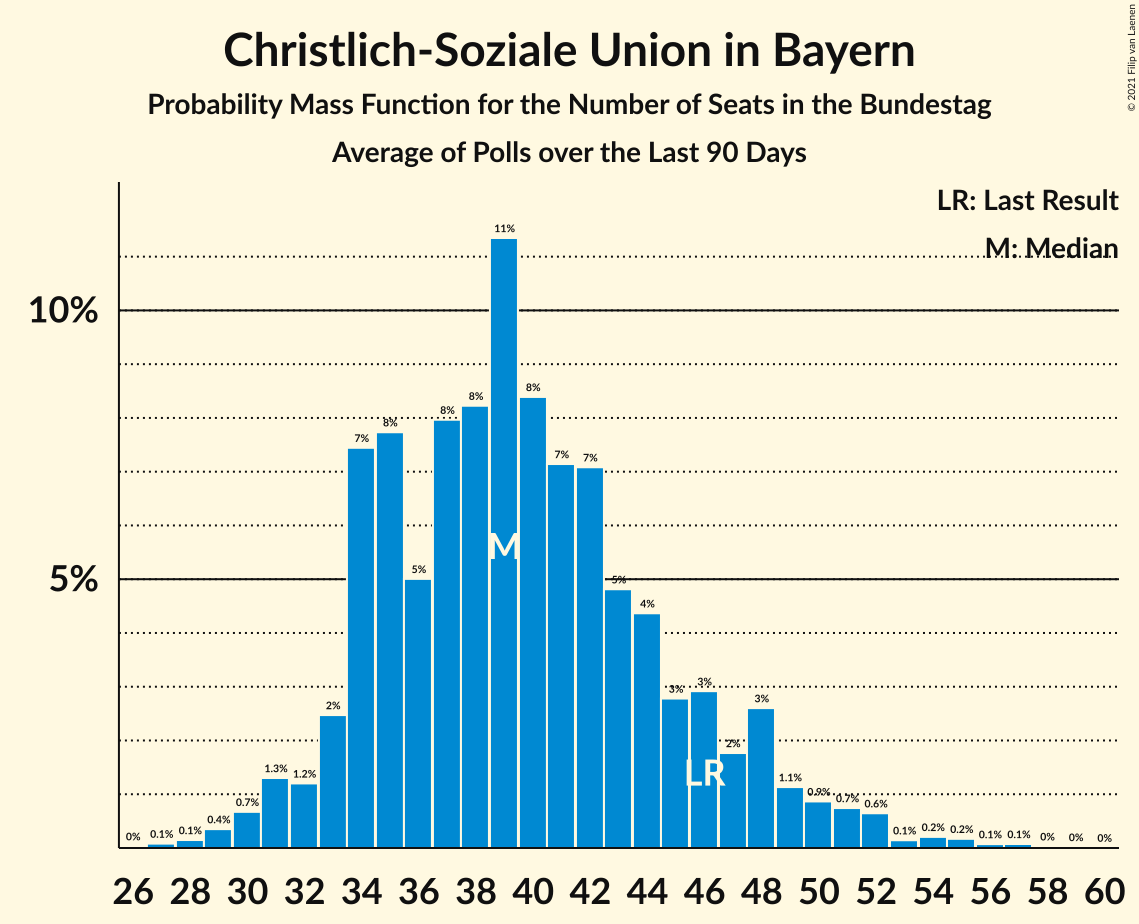 Christlich-Soziale Union in Bayern
Probability Mass Function for the Number of Seats in the Bundestag
Average of Polls over the Last 90 Days
© 2021 Filip van Laenen
LR: Last Result
M: Median
10%
5%
0% 0.1% 0.1% 0.4% 0.7% 1.3% 1.2% 2% 7% 8% 5% 8% 8% 11% 8% 7% 7% 5% 4% 3% 3% 2% 3% 1.1% 0.9% 0.7% 0.6% 0.1% 0.2% 0.2% 0.1% 0.1% 0% 0% 0%
M
LR
26 28 30 32 34 36 38 40 42 44 46 48 50 52 54 56 58 60